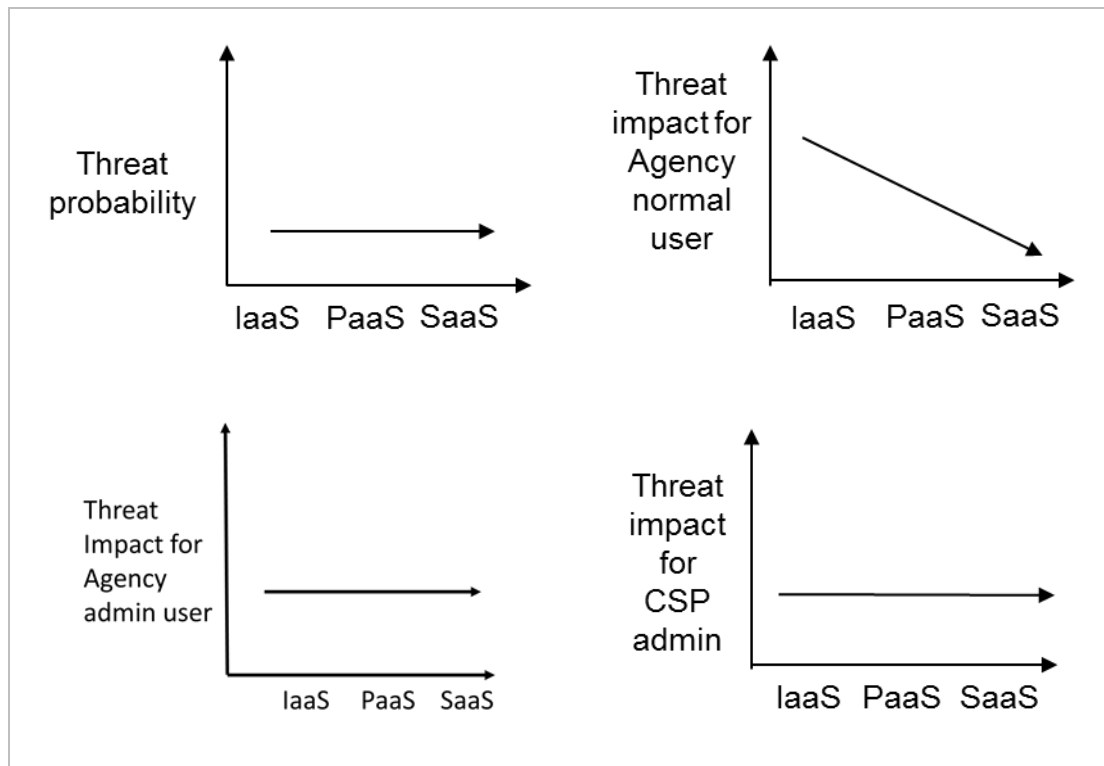 Threat
probability
IaaS PaaS SaaS
Threat
impact for
Agency
normal
user
IaaS PaaS SaaS
Threat
Impact for
Agency
admin user
IaaS PaaS SaaS
Threat
impact
for
CSP
admin
IaaS PaaS SaaS